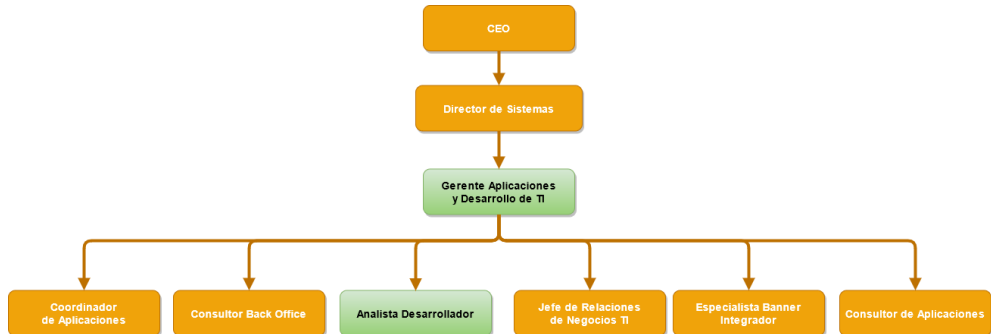 CEO
Director de Sistemas
Gerente Aplicaciones
y Desarrollo de TI
Coordinador
de Aplicaciones
Consultor Back Office
Analista Desarrollador
Jefe de Relaciones
de Negocios TI
Especialista Banner
Integrador
Consultor de Aplicaciones